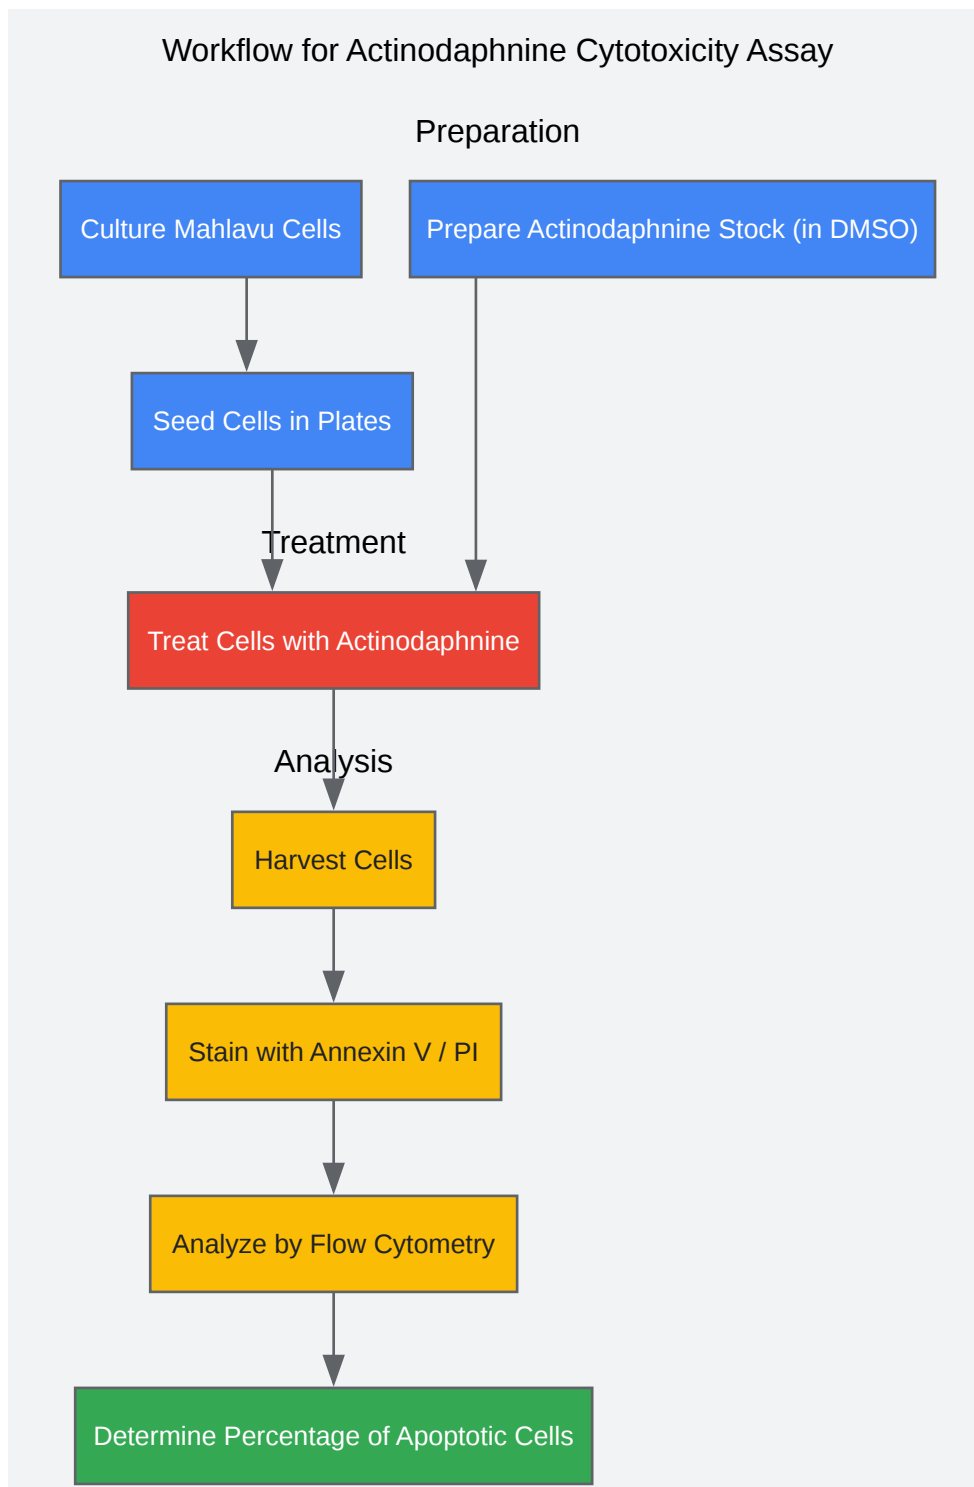 Workflow for Actinodaphnine Cytotoxicity Assay
Preparation
Culture Mahlavu Cells
Prepare Actinodaphnine Stock (in DMSO)
Seed Cells in Plates
Treatment
Treat Cells with Actinodaphnine
Analysis
Harvest Cells
Stain with Annexin V / PI
Analyze by Flow Cytometry
Determine Percentage of Apoptotic Cells